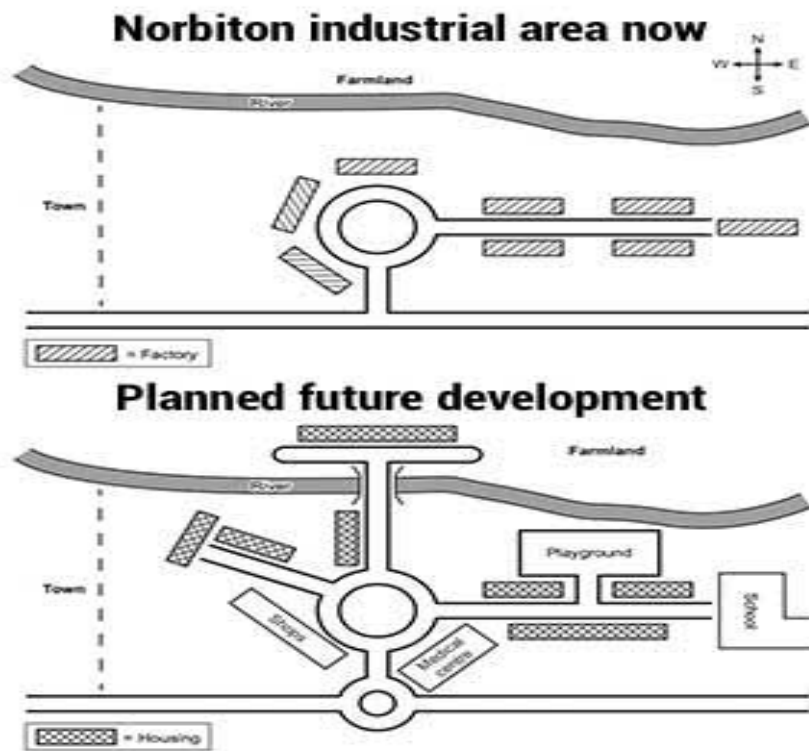 Norbiton industrial area now
N
W E
S
Farmland
River
Town
= Factory
Planned future development
Farmland
River
Playground
Town
Shops
School
Medical
centre
= Housing